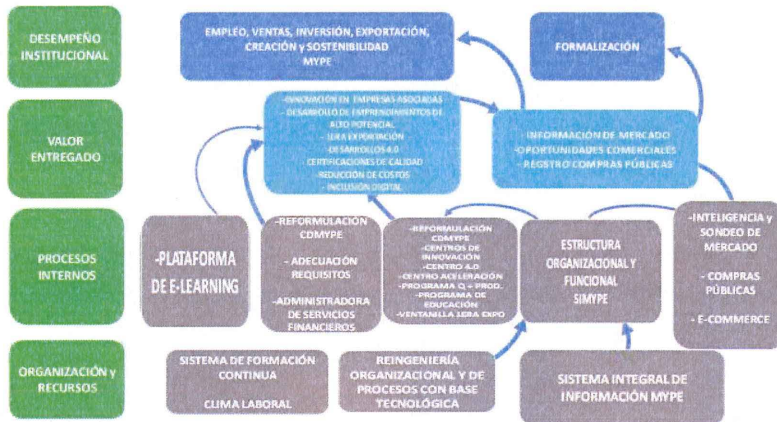 DESEMPEÑO
INSTITUCIONAL
EMPLEO, VENTAS, INVERSIÓN, EXPORTACIÓN,
CREACIÓN y SOSTENIBILIDAD
MYPE
FORMALIZACIÓN
VALOR
ENTREGADO
-INNOVACIÓN EN EMPRESAS ASOCIADAS
- DESARROLLO DE EMPRENDIMIENTOS DE
ALTO POTENCIAL
- 1ERA EXPORTACIÓN
-DESARROLLOS 4.0
CERTIFICACIONES DE CALIDAD
-REDUCCIÓN DE COSTOS
- INCLUSIÓN DIGITAL
- INFORMACIÓN DE MERCADO
-OPORTUNIDADES COMERCIALES
- REGISTRO COMPRAS PÚBLICAS
PROCESOS
INTERNOS
-PLATAFORMA
DE E-LEARNING
-REFORMULACIÓN
CDMYPE
- ADECUACIÓN
REQUISITOS
-ADMINISTRADORA
DE SERVICIOS
FINANCIEROS
-REFORMULACIÓN
CDMYPE
-CENTROS DE
INNOVACIÓN
-CENTRO 4.0
-CENTRO ACELERACIÓN
-PROGRAMA Q + PROD.
-PROGRAMA DE
EDUCACIÓN
-VENTANILLA 1ERA EXPO
ESTRUCTURA
ORGANIZACIONAL Y
FUNCIONAL
SIMYPE
-INTELIGENCIA y
SONDEO DE
MERCADO
- COMPRAS
PÚBLICAS
- E-COMMERCE
ORGANIZACIÓN y
RECURSOS
SISTEMA DE FORMACIÓN
CONTINUA
CLIMA LABORAL
REINGENIERÍA
ORGANIZACIONAL Y DE
PROCESOS CON BASE
TECNOLÓGICA
SISTEMA INTEGRAL DE
INFORMACIÓN MYPE